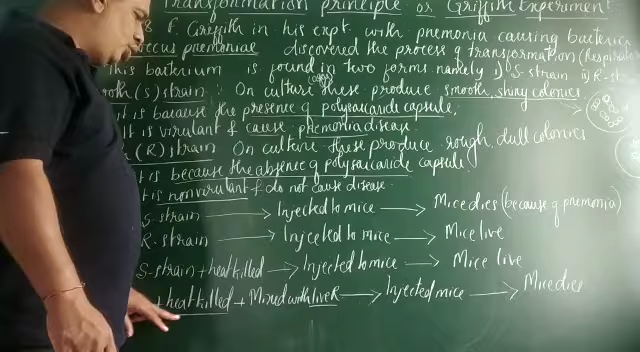 Transformation principle or Griffith Experiment
8 F. Griffith in his expt. with pnemonia causing bacteria
occus pnemoniae discovered the process of transformation (Respirato
This bacterium is found in two forms namely i) S-strain ii) R-st
ooth (S) strain : On culture these produce smooth, shiny colonies.
it is because the presence of polysaccaride capsule.
It is virulant & cause pnemonia disease.
(R) strain On culture these produce rough, dull colonies
t is because the absence of polysaccaride capsule.
t is nonvirulant & do not cause disease.
S-strain → Injected to mice → Mice dies (because of pnemonia)
R-strain → Injected to mice → Mice live
S-strain + heat killed → Injected to mice → Mice live
+ heat killed + Mixed with live R → Injected mice → Mice dies